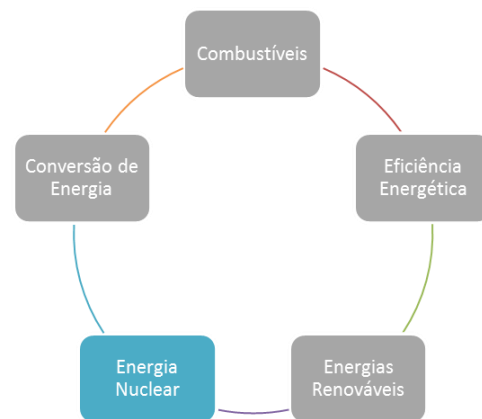 Combustíveis
Eficiência
Energética
Energias
Renováveis
Energia
Nuclear
Conversão de
Energia